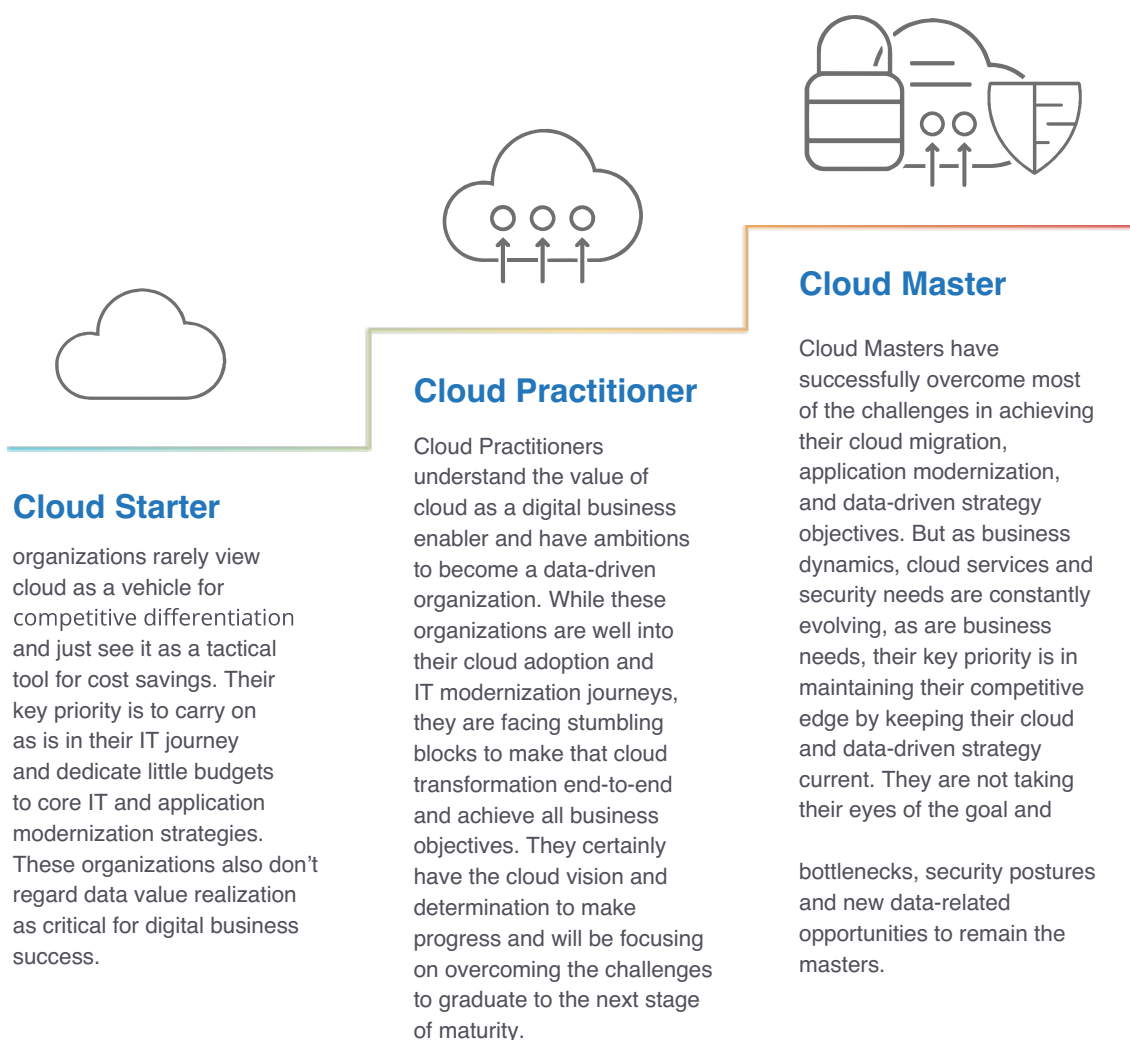 Cloud Starter
organizations rarely view
cloud as a vehicle for
competitive differentiation
and just see it as a tactical
tool for cost savings. Their
key priority is to carry on
as is in their IT journey
and dedicate little budgets
to core IT and application
modernization strategies.
These organizations also don’t
regard data value realization
as critical for digital business
success.
Cloud Practitioner
Cloud Practitioners
understand the value of
cloud as a digital business
enabler and have ambitions
to become a data-driven
organization. While these
organizations are well into
their cloud adoption and
IT modernization journeys,
they are facing stumbling
blocks to make that cloud
transformation end-to-end
and achieve all business
objectives. They certainly
have the cloud vision and
determination to make
progress and will be focusing
on overcoming the challenges
to graduate to the next stage
of maturity.
Cloud Master
Cloud Masters have
successfully overcome most
of the challenges in achieving
their cloud migration,
application modernization,
and data-driven strategy
objectives. But as business
dynamics, cloud services and
security needs are constantly
evolving, as are business
needs, their key priority is in
maintaining their competitive
edge by keeping their cloud
and data-driven strategy
current. They are not taking
their eyes of the goal and
bottlenecks, security postures
and new data-related
opportunities to remain the
masters.